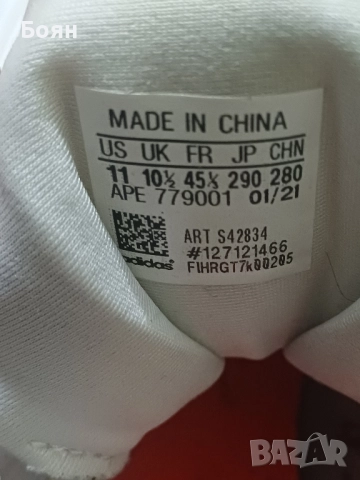 Боян
MADE IN CHINA
US UK FR JP CHN
11 10½ 45⅓ 290 280
APE 779001 01/21
ART S42834
#127121466
adidas FIHRGT7k00205
BAZAR